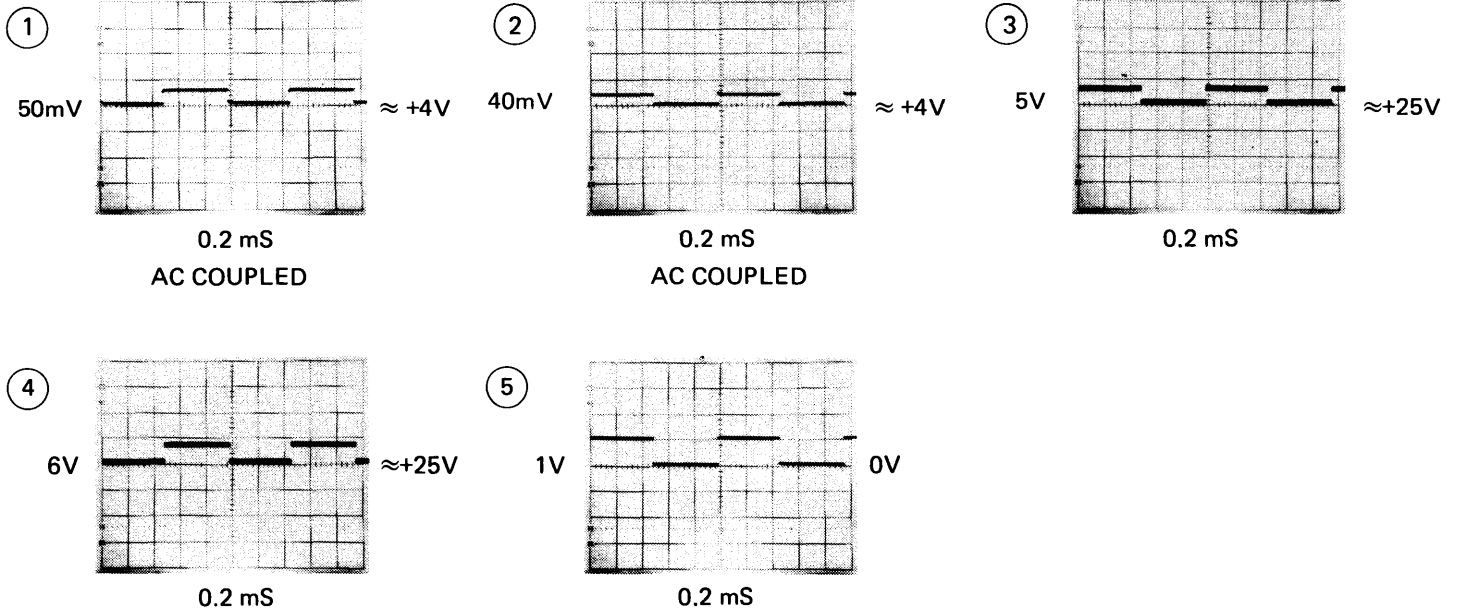 1
50mV
≈ +4V
0.2 mS
AC COUPLED
2
40mV
≈ +4V
0.2 mS
AC COUPLED
3
5V
≈+25V
0.2 mS
4
6V
≈+25V
0.2 mS
5
1V
0V
0.2 mS